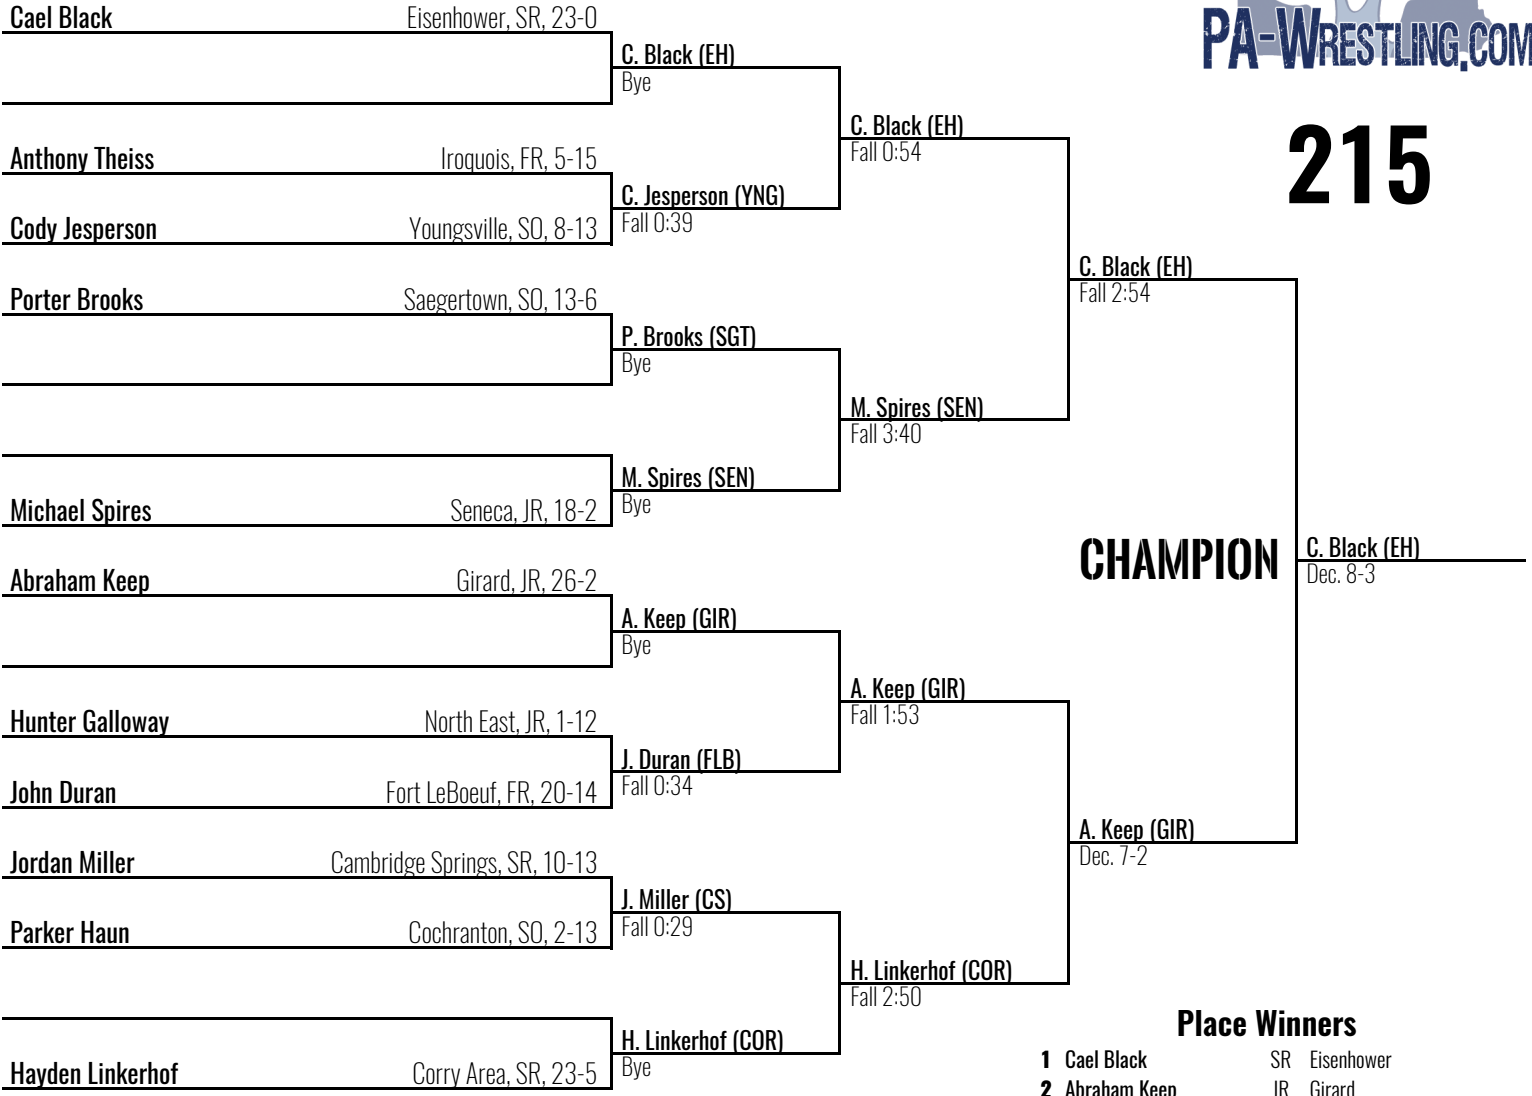 Cael Black Eisenhower, SR, 23-0
C. Black (EH)
Bye
PA-WRESTLING.COM
215
C. Black (EH)
Fall 0:54
Anthony Theiss Iroquois, FR, 5-15
C. Jesperson (YNG)
Fall 0:39
Cody Jesperson Youngsville, SO, 8-13
C. Black (EH)
Fall 2:54
Porter Brooks Saegertown, SO, 13-6
P. Brooks (SGT)
Bye
M. Spires (SEN)
Fall 3:40
M. Spires (SEN)
Bye
Michael Spires Seneca, JR, 18-2
CHAMPION
C. Black (EH)
Dec. 8-3
Abraham Keep Girard, JR, 26-2
A. Keep (GIR)
Bye
A. Keep (GIR)
Fall 1:53
Hunter Galloway North East, JR, 1-12
J. Duran (FLB)
Fall 0:34
John Duran Fort LeBoeuf, FR, 20-14
A. Keep (GIR)
Dec. 7-2
Jordan Miller Cambridge Springs, SR, 10-13
J. Miller (CS)
Fall 0:29
Parker Haun Cochranton, SO, 2-13
H. Linkerhof (COR)
Fall 2:50
H. Linkerhof (COR)
Bye
Hayden Linkerhof Corry Area, SR, 23-5
Place Winners
1 Cael Black SR Eisenhower
2 Abraham Keep JR Girard